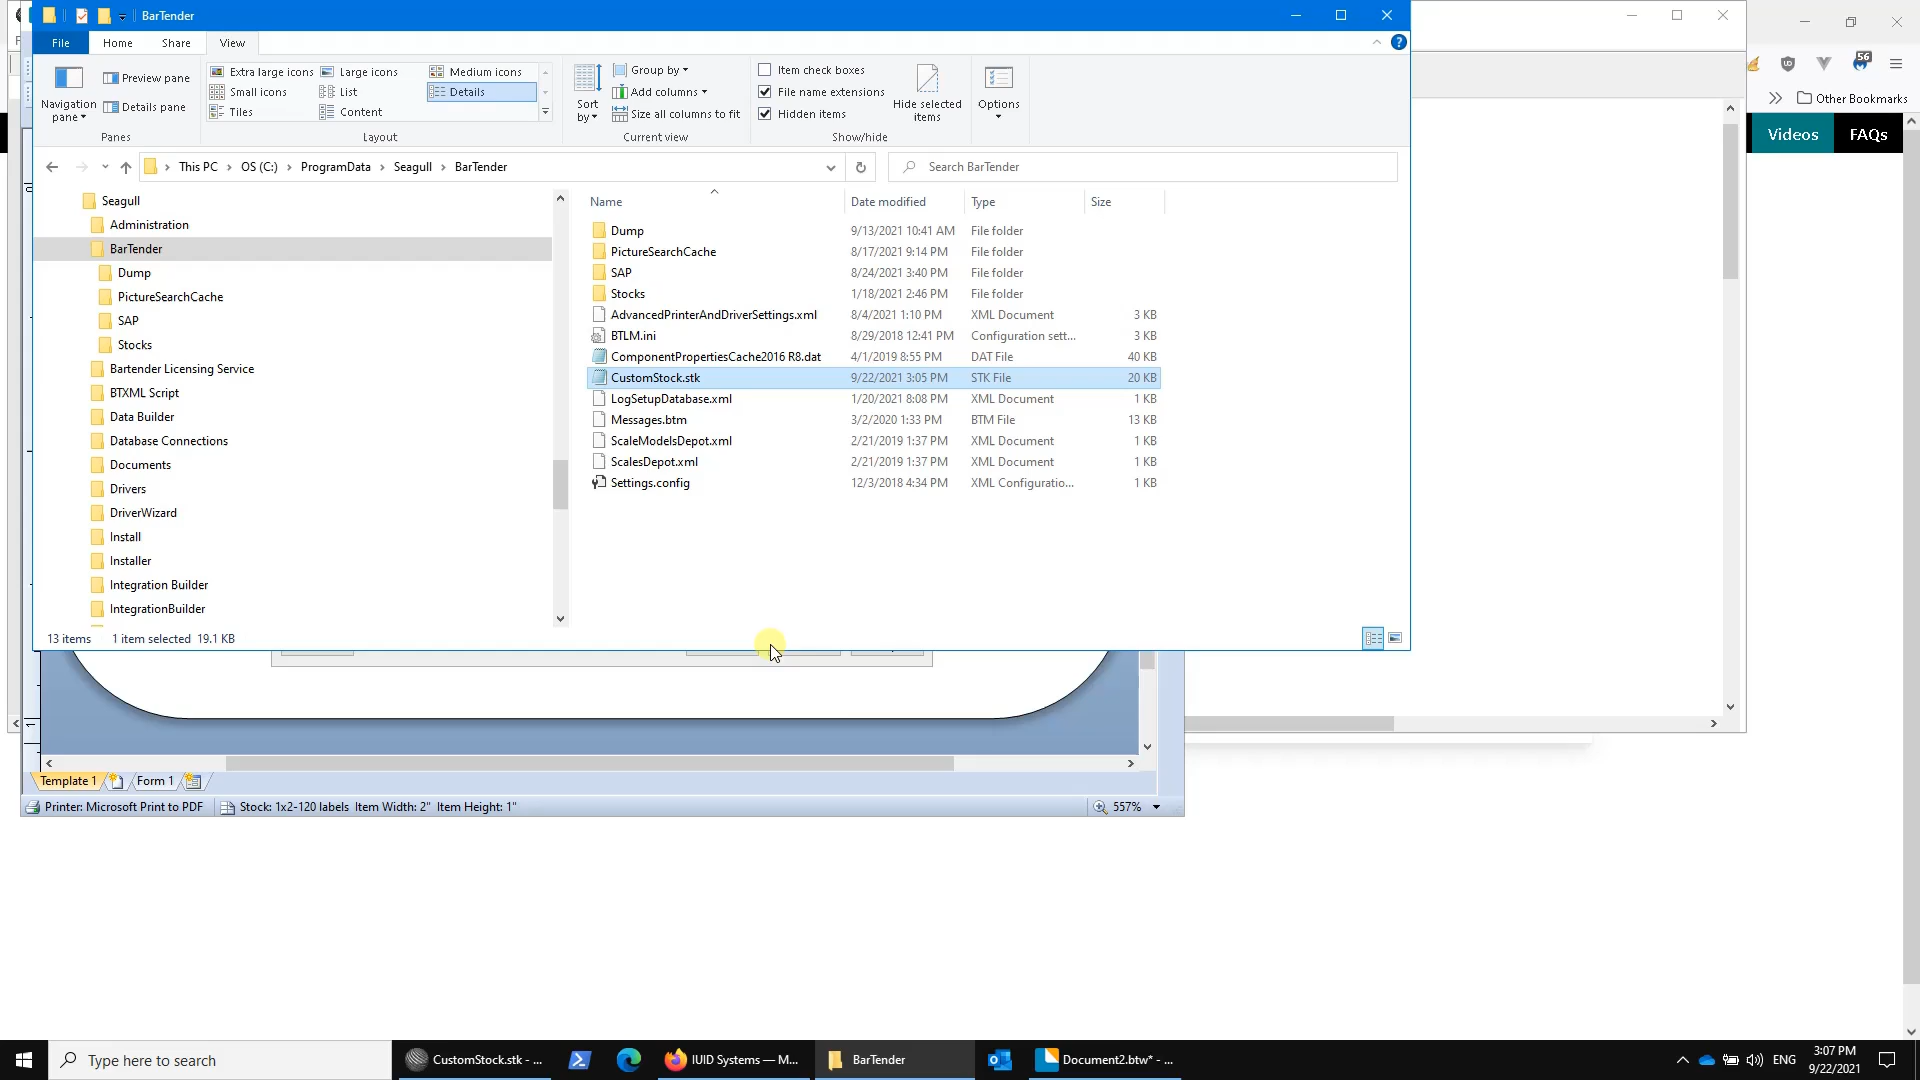 BarTender
File
Home
Share
View
Navigation pane
Preview pane
Details pane
Panes
Extra large icons
Large icons
Medium icons
Small icons
List
Details
Tiles
Content
Layout
Sort by
Group by
Add columns
Size all columns to fit
Current view
Item check boxes
File name extensions
Hidden items
Hide selected items
Show/hide
Options
This PC
OS (C:)
ProgramData
Seagull
BarTender
Search BarTender
56
Other Bookmarks
Videos
FAQs
Seagull
Administration
BarTender
Dump
PictureSearchCache
SAP
Stocks
Bartender Licensing Service
BTXML Script
Data Builder
Database Connections
Documents
Drivers
DriverWizard
Install
Installer
Integration Builder
IntegrationBuilder
Name Date modified Type Size
Dump 9/13/2021 10:41 AM File folder
PictureSearchCache 8/17/2021 9:14 PM File folder
SAP 8/24/2021 3:40 PM File folder
Stocks 1/18/2021 2:46 PM File folder
AdvancedPrinterAndDriverSettings.xml 8/4/2021 1:10 PM XML Document 3 KB
BTLM.ini 8/29/2018 12:41 PM Configuration sett... 3 KB
ComponentPropertiesCache2016 R8.dat 4/1/2019 8:55 PM DAT File 40 KB
CustomStock.stk 9/22/2021 3:05 PM STK File 20 KB
LogSetupDatabase.xml 1/20/2021 8:08 PM XML Document 1 KB
Messages.btm 3/2/2020 1:33 PM BTM File 13 KB
ScaleModelsDepot.xml 2/21/2019 1:37 PM XML Document 1 KB
ScalesDepot.xml 2/21/2019 1:37 PM XML Document 1 KB
Settings.config 12/3/2018 4:34 PM XML Configuratio... 1 KB
13 items 1 item selected 19.1 KB
Template 1
Form 1
Printer: Microsoft Print to PDF
Stock: 1x2-120 labels Item Width: 2" Item Height: 1"
557%
Type here to search
CustomStock.stk - ...
IUID Systems — M...
BarTender
Document2.btw* - ...
ENG
3:07 PM
9/22/2021